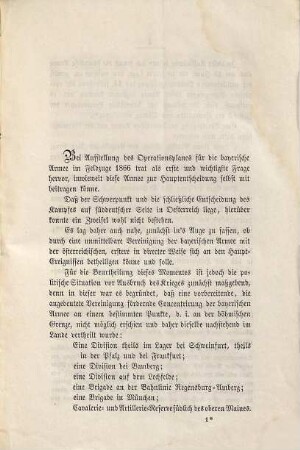 Bei Aufstellung des Operationsplanes für die bayerische
Armee im Feldzuge 1866 trat als erste und wichtigste Frage
hervor, inwieweit diese Armee zur Hauptentscheidung selbst mit
beitragen könne.
Daß der Schwerpunkt und die schließliche Entscheidung des
Kampfes auf süddeutscher Seite in Oesterreich liege, hierüber
konnte ein Zweifel wohl nicht bestehen.
Es lag daher auch nahe, zunächst in's Auge zu fassen, ob
durch eine unmittelbare Vereinigung der bayerischen Armee mit
der österreichischen, erstere in direkter Weise sich an den Haupt-
Ereignissen betheiligen könne und solle.
Für die Beurtheilung dieses Momentes ist jedoch die po-
litische Situation vor Ausbruch des Krieges zunächst maßgebend,
denn in dieser war es begründet, daß eine vorbereitende, die
angedeutete Vereinigung fördernde Concentrirung der bayerischen
Armee an einem bestimmten Punkte, d. i. an der böhmischen
Grenze, nicht möglich erschien und daher dieselbe nachstehend im
Lande vertheilt wurde:
Eine Division theils im Lager bei Schweinfurt, theils
in der Pfalz und bei Frankfurt;
eine Division bei Bamberg;
eine Division auf dem Lechfelde;
eine Brigade an der Bahnlinie Regensburg-Amberg;
eine Brigade in München;
Cavalerie- und Artillerie-Reserve südlich des oberen Maines.
1*